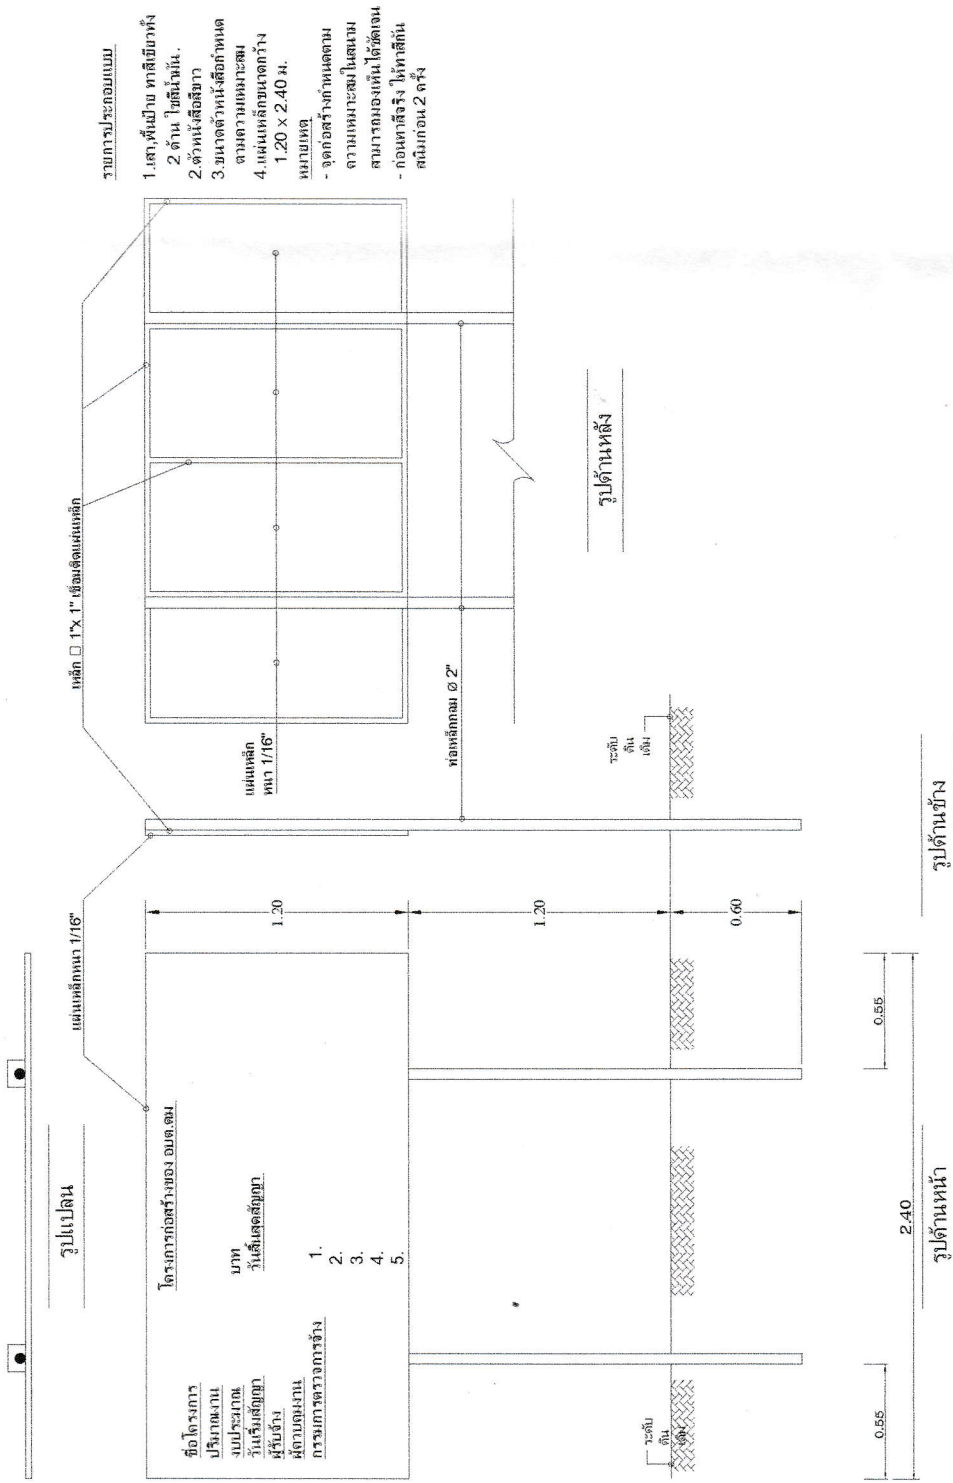 รูปแปลน
แผ่นเหล็กหนา 1/16"
เหล็ก □ 1"x 1" เชื่อมติดแผ่นเหล็ก
โครงการก่อสร้างของ อบต.ตม
ชื่อโครงการ
ปริมาณงาน
งบประมาณ บาท
วันเริ่มสัญญา วันสิ้นสุดสัญญา
ผู้รับจ้าง
ผู้ควบคุมงาน
กรรมการตรวจการจ้าง 1.
2.
3.
4.
5.
1.20
1.20
0.60
แผ่นเหล็ก
หนา 1/16"
ท่อเหล็กกลม Ø 2"
ระดับ
ดิน
เดิม
ระดับ
ดิน
เดิม
0.55
0.55
2.40
รูปด้านหน้า
รูปด้านข้าง
รูปด้านหลัง
รายการประกอบแบบ
1.เสา,พื้นป้าย ทาสีเขียวทั้ง
2 ด้าน ใช้สีน้ำมัน .
2.ตัวหนังสือสีขาว
3.ขนาดตัวหนังสือกำหนด
ตามความเหมาะสม
4.แผ่นเหล็กขนาดกว้าง
1.20 x 2.40 ม.
หมายเหตุ
- จุดก่อสร้างกำหนดตาม
ความเหมาะสมในสนาม
สามารถมองเห็นได้ชัดเจน
- ก่อนทาสีจริง ให้ทาสีกัน
สนิมก่อน 2 ครั้ง